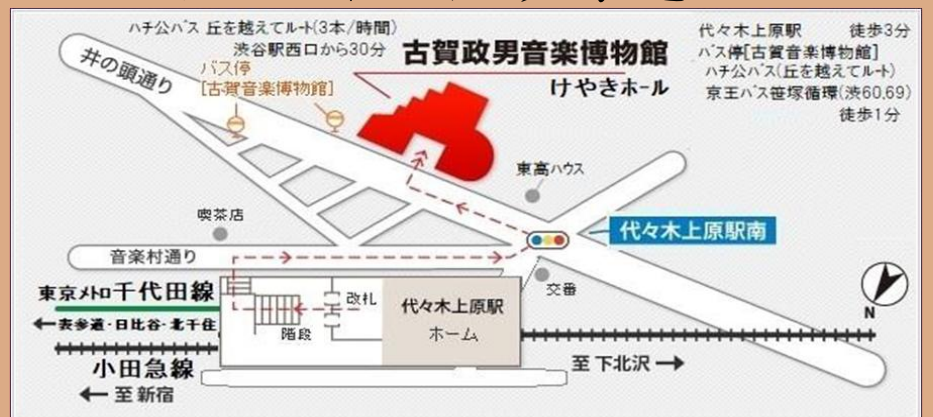 ハチ公バス 丘を越えてルート(3本/時間)
渋谷駅西口から30分
代々木上原駅 徒歩3分
バス停[古賀音楽博物館]
ハチ公バス(丘を越えてルート)
京王バス笹塚循環(渋60,69)
徒歩1分
古賀政男音楽博物館
けやきホール
井の頭通り
バス停
[古賀音楽博物館]
東高ハウス
喫茶店
代々木上原駅南
音楽村通り
交番
東京メトロ千代田線
←表参道・日比谷・北千住
改札
階段
代々木上原駅
ホーム
N
小田急線
← 至 新宿
至 下北沢 →